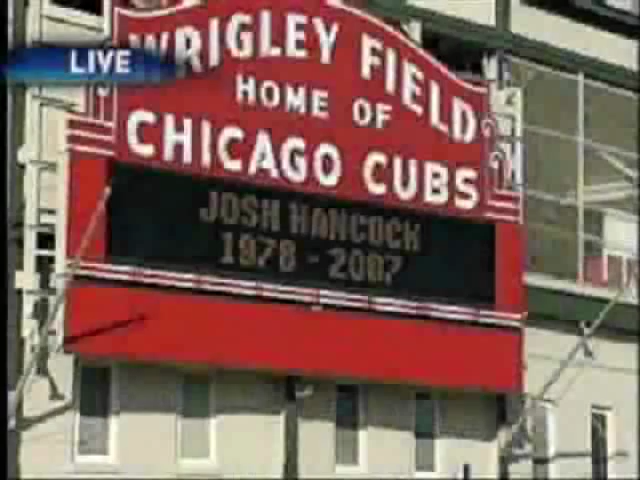 LIVE
WRIGLEY FIELD
HOME OF
CHICAGO CUBS
JOSH HANCOCK
1978 - 2007